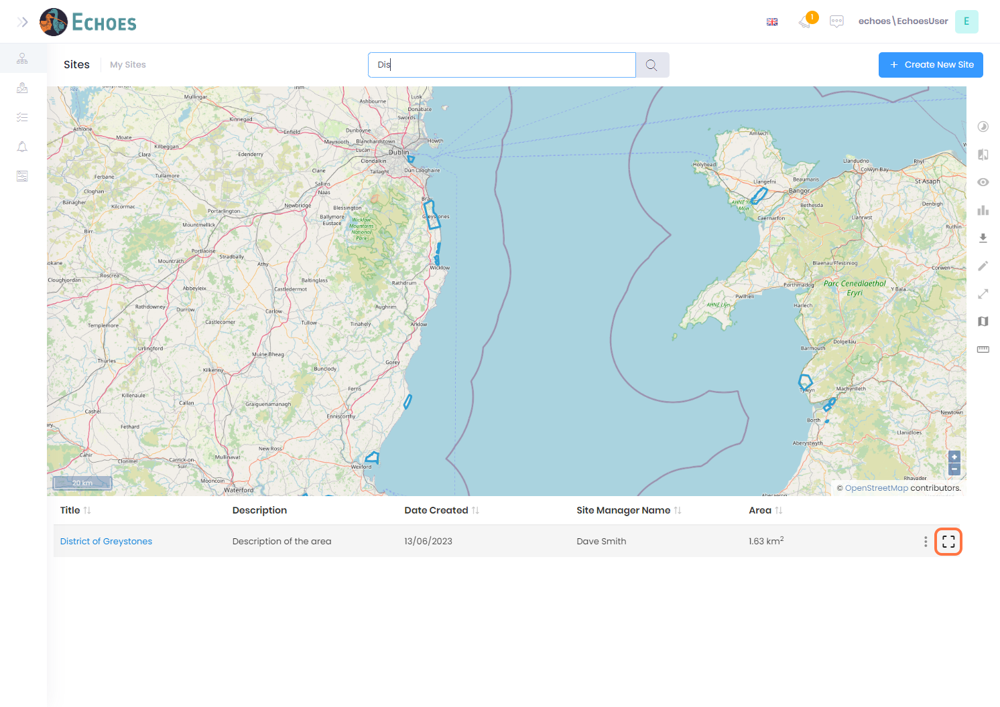 ECHOES
1
echoes\EchoesUser
E
Sites
My Sites
Dis
+ Create New Site
Mullingar
Trim
Ashbourne
Lusk
Donabate
Swords
Athlone
Moate
Kinnegad
Enfield
Dunboyne
Maynooth
Blanchardstown
Howth
Kilbeggan
Clara
Edenderry
Lucan
Dublin
Clondalkin
Tallaght
Dún Laoghaire
Ferbane
Tullamore
Clane
Sallins
Naas
Cloghan
Banagher
Kilcormac
Portarlington
Newbridge
Blessington
Bray
Birr
Mountmellick
Ballymore
Eustace
Wicklow
Mountains
National
Park
Greystones
Portlaoise
Stradbally
Mountrath
Athy
Wicklow
Roscrea
Cloughjordan
Abbeyleix
Castledermot
Baltinglass
Rathdrum
Rathdowney
Durrow
Carlow
Aughrim
Templemore
Castlecomer
Tullow
Tinahely
Arklow
Urlingford
Muine Bheag
Thurles
Kilkenny
Bunclody
Gorey
Killenaule
Callan
Graiguenamanagh
Ferns
Cashel
Enniscorthy
Fethard
Cahir
Clonmel
Carrick-on-
Suir
Mullinavat
New Ross
Wexford
Mooncoin
Waterford
Amlwch
Holyhead
Llangefni
Beaumaris
Bangor
Llandudno
Colwyn Bay
Rhyl
St Asaph
AHNE Yn
Mon
Caernarfon
Bethesda
Denbigh
Llanrwst
Ruthin
Blaenau Ffestiniog
Corwen
Porthmadog
Parc Cenedlaethol
Eryri
Y Bala
Pwllheli
AHNE Llŷn
Harlech
Dolgellau
Barmouth
Tywyn
Machynlleth
Newtown
Borth
Llanidloes
Aberystwyth
Rhayader
Aberaeron
+
−
20 km
© OpenStreetMap contributors.
Title
Description
Date Created
Site Manager Name
Area
District of Greystones
Description of the area
13/06/2023
Dave Smith
1.63 km²